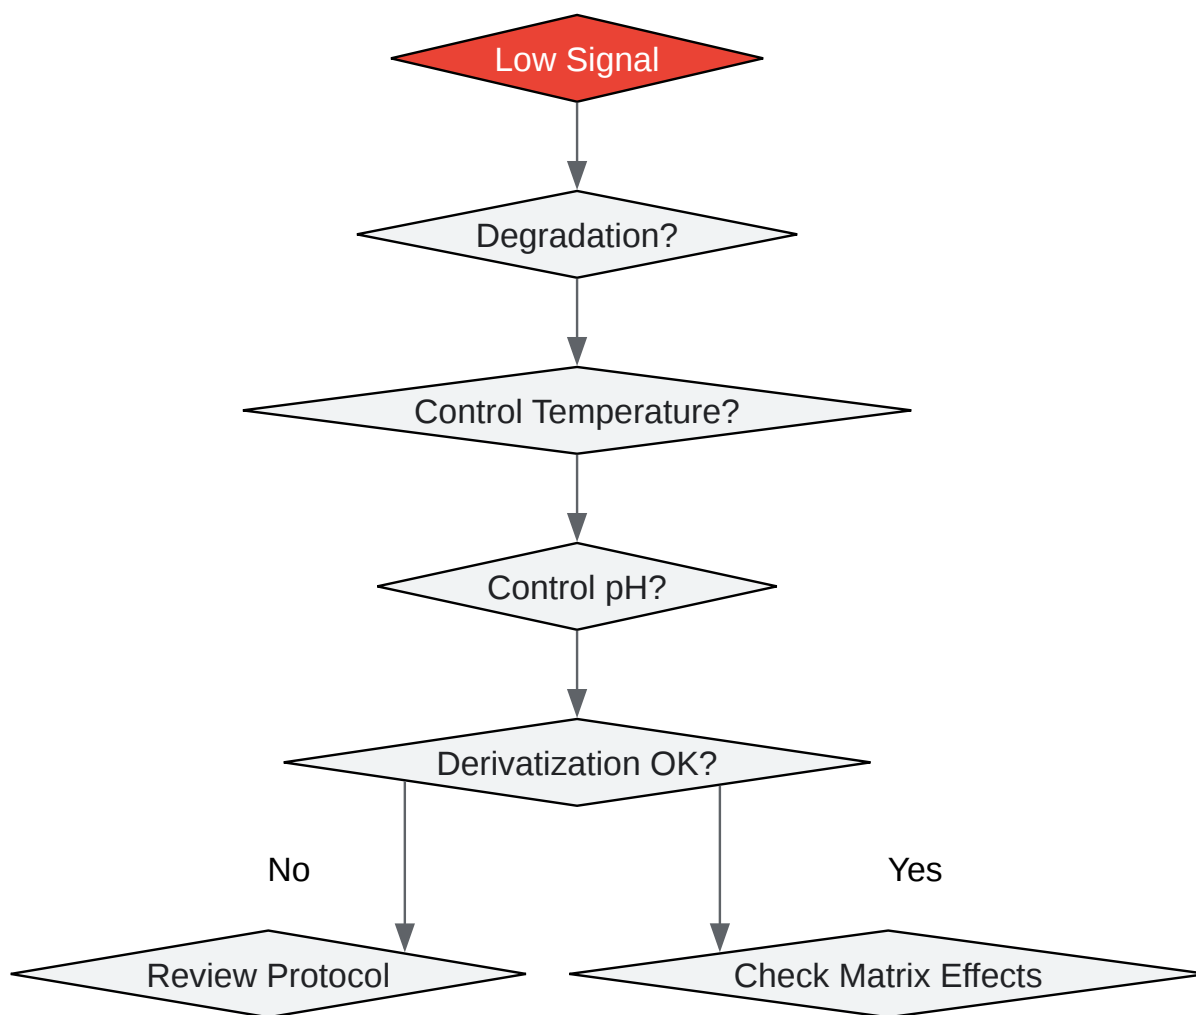 Low Signal
Degradation?
Control Temperature?
Control pH?
Derivatization OK?
No
Yes
Review Protocol
Check Matrix Effects